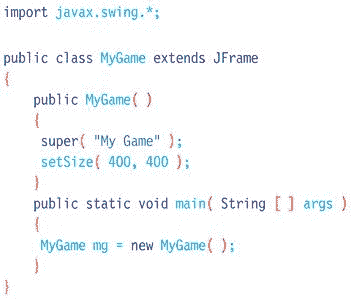 import javax.swing.*;
public class MyGame extends JFrame
{
public MyGame( )
{
super( "My Game" );
setSize( 400, 400 );
}
public static void main( String [ ] args )
{
MyGame mg = new MyGame( );
}
}